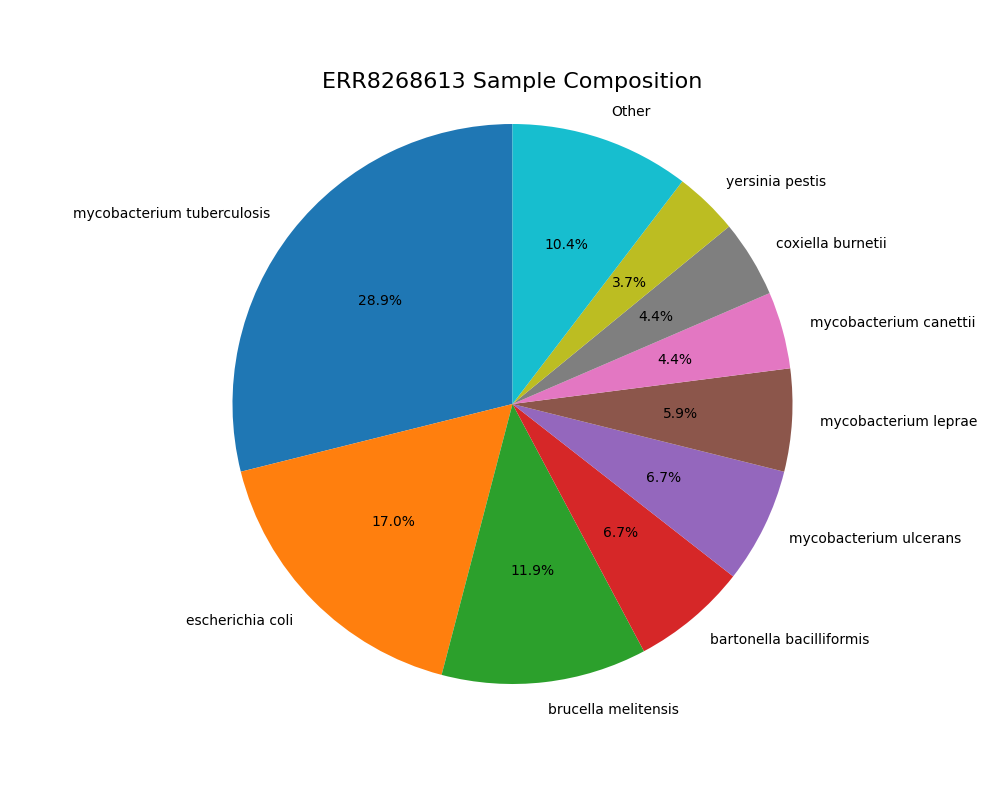 ERR8268613 Sample Composition
Other
yersinia pestis
mycobacterium tuberculosis
coxiella burnetii
10.4%
3.7%
28.9%
4.4%
mycobacterium canettii
4.4%
5.9%
mycobacterium leprae
6.7%
17.0%
6.7%
mycobacterium ulcerans
11.9%
escherichia coli
bartonella bacilliformis
brucella melitensis